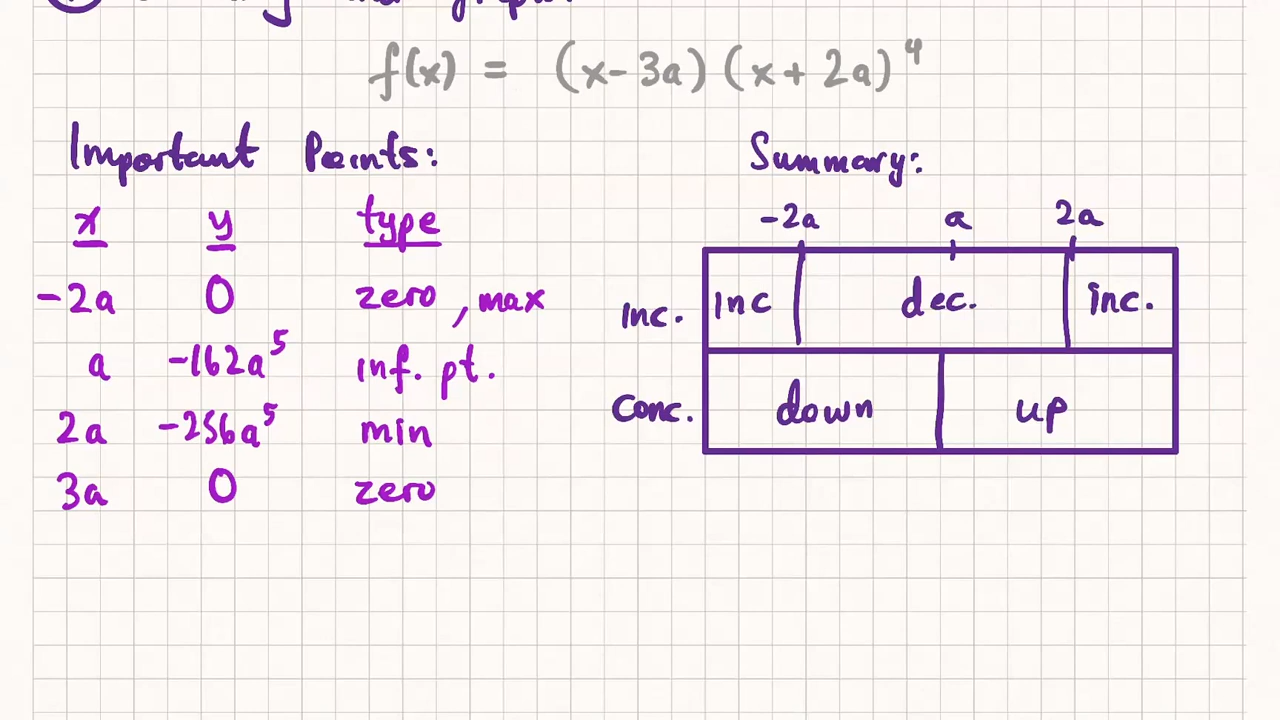 f(x) = (x-3a) (x+ 2a)⁴
Important Points:
x y type
-2a 0 zero, max
a -162a⁵ inf. pt.
2a -256a⁵ min
3a 0 zero
Summary:
-2a a 2a
Inc. inc dec. inc.
Conc. down up